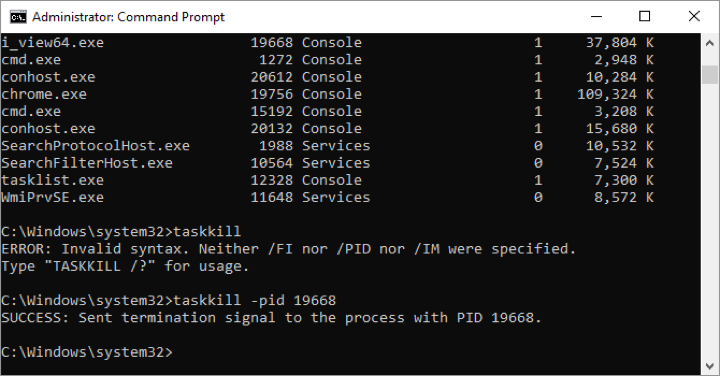 Administrator: Command Prompt
i_view64.exe 19668 Console 1 37,804 K
cmd.exe 1272 Console 1 2,948 K
conhost.exe 20612 Console 1 10,284 K
chrome.exe 19756 Console 1 109,324 K
cmd.exe 15192 Console 1 3,208 K
conhost.exe 20132 Console 1 15,680 K
SearchProtocolHost.exe 1988 Services 0 10,532 K
SearchFilterHost.exe 10564 Services 0 7,524 K
tasklist.exe 12328 Console 1 7,300 K
WmiPrvSE.exe 11648 Services 0 8,572 K
C:\Windows\system32>taskkill
ERROR: Invalid syntax. Neither /FI nor /PID nor /IM were specified.
Type "TASKKILL /?" for usage.
C:\Windows\system32>taskkill -pid 19668
SUCCESS: Sent termination signal to the process with PID 19668.
C:\Windows\system32>